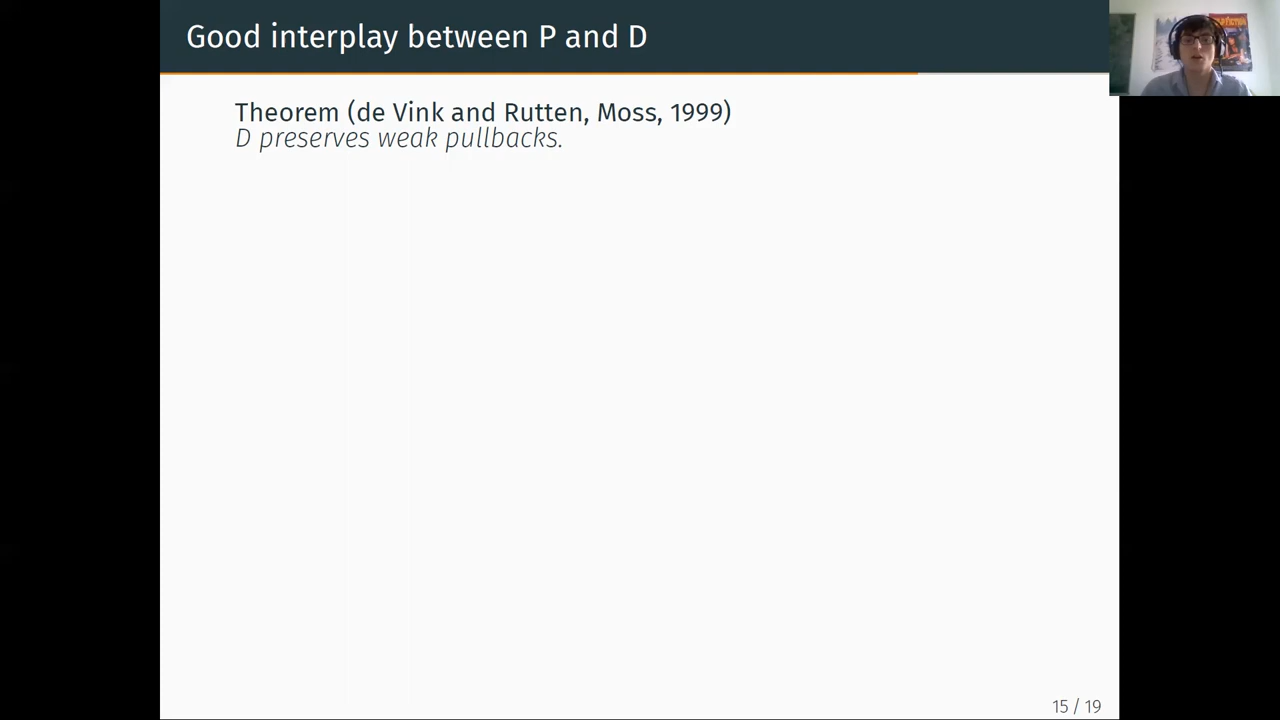 Good interplay between P and D
Theorem (de Vink and Rutten, Moss, 1999)
D preserves weak pullbacks.
15 / 19